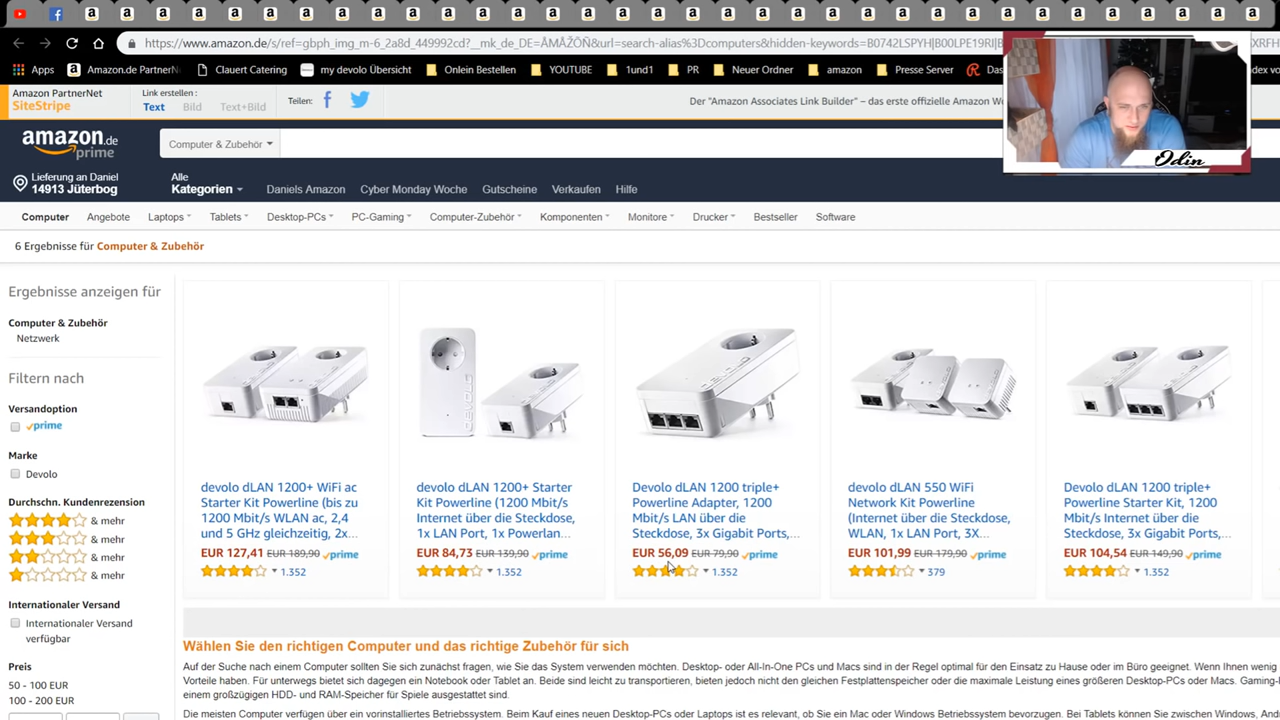 https://www.amazon.de/s/ref=gbph_img_m-6_2a8d_449992cd?__mk_de_DE=ÅMÅŽÕÑ&url=search-alias%3Dcomputers&hidden-keywords=B0742LSPYH|B00LPE19RI|
Apps
Amazon.de PartnerN
Clauert Catering
my devolo Übersicht
Onlein Bestellen
YOUTUBE
1und1
PR
Neuer Ordner
amazon
Presse Server
Das
Amazon PartnerNet
SiteStripe
Link erstellen :
Text
Bild
Text+Bild
Teilen:
Der "Amazon Associates Link Builder" – das erste offizielle Amazon
Odin
amazon.de
prime
Computer & Zubehör
Lieferung an Daniel
14913 Jüterbog
Alle
Kategorien
Daniels Amazon
Cyber Monday Woche
Gutscheine
Verkaufen
Hilfe
Computer
Angebote
Laptops
Tablets
Desktop-PCs
PC-Gaming
Computer-Zubehör
Komponenten
Monitore
Drucker
Bestseller
Software
6 Ergebnisse für Computer & Zubehör
Ergebnisse anzeigen für
Computer & Zubehör
Netzwerk
Filtern nach
Versandoption
prime
Marke
Devolo
Durchschn. Kundenrezension
& mehr
& mehr
& mehr
& mehr
Internationaler Versand
Internationaler Versand
verfügbar
Preis
50 - 100 EUR
100 - 200 EUR
devolo dLAN 1200+ WiFi ac
Starter Kit Powerline (bis zu
1200 Mbit/s WLAN ac, 2,4
und 5 GHz gleichzeitig, 2x...
EUR 127,41 EUR 189,90 prime
1.352
devolo dLAN 1200+ Starter
Kit Powerline (1200 Mbit/s
Internet über die Steckdose,
1x LAN Port, 1x Powerlan...
EUR 84,73 EUR 139,90 prime
1.352
Devolo dLAN 1200 triple+
Powerline Adapter, 1200
Mbit/s LAN über die
Steckdose, 3x Gigabit Ports,...
EUR 56,09 EUR 79,90 prime
1.352
devolo dLAN 550 WiFi
Network Kit Powerline
(Internet über die Steckdose,
WLAN, 1x LAN Port, 3X...
EUR 101,99 EUR 179,90 prime
379
Devolo dLAN 1200 triple+
Powerline Starter Kit, 1200
Mbit/s Internet über die
Steckdose, 3x Gigabit Ports,...
EUR 104,54 EUR 149,90 prime
1.352
Wählen Sie den richtigen Computer und das richtige Zubehör für sich
Auf der Suche nach einem Computer sollten Sie sich zunächst fragen, wie Sie das System verwenden möchten. Desktop- oder All-In-One PCs und Macs sind in der Regel optimal für den Einsatz zu Hause oder im Büro geeignet. Wenn Ihnen wenig
Vorteile haben. Für unterwegs bietet sich dagegen ein Notebook oder Tablet an. Beide sind leicht zu transportieren, bieten jedoch nicht den gleichen Festplattenspeicher oder die maximale Leistung eines größeren Desktop-PCs oder Macs. Gaming-
einem großzügigen HDD- und RAM-Speicher für Spiele ausgestattet sind.
Die meisten Computer verfügen über ein vorinstalliertes Betriebssystem. Beim Kauf eines neuen Desktop-PCs oder Laptops ist es relevant, ob Sie ein Mac oder Windows Betriebssystem bevorzugen. Bei Tablets können Sie zwischen Windows,